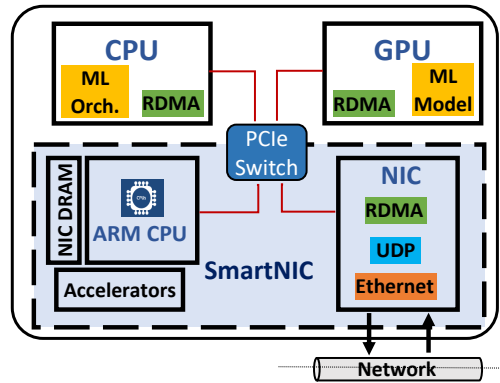 CPU
ML
Orch.
RDMA
GPU
RDMA
ML
Model
PCIe
Switch
NIC DRAM
ARM CPU
Accelerators
SmartNIC
NIC
RDMA
UDP
Ethernet
Network